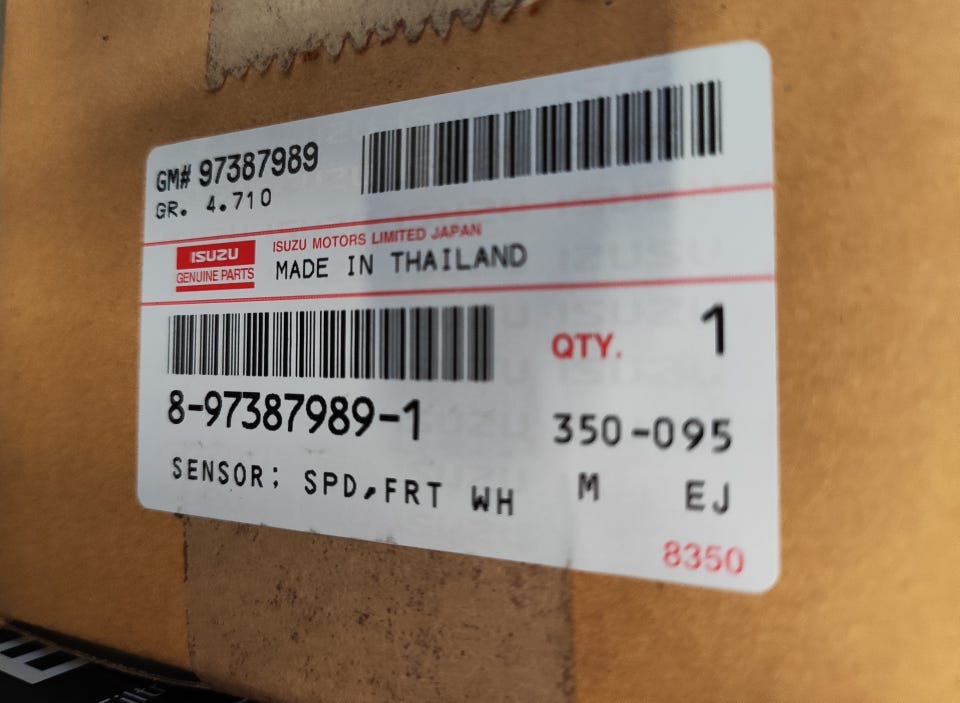 GM# 97387989
GR. 4.710
ISUZU
GENUINE PARTS
ISUZU MOTORS LIMITED JAPAN
MADE IN THAILAND
QTY. 1
8-97387989-1
350-095
SENSOR; SPD,FRT WH
M EJ
8350
E